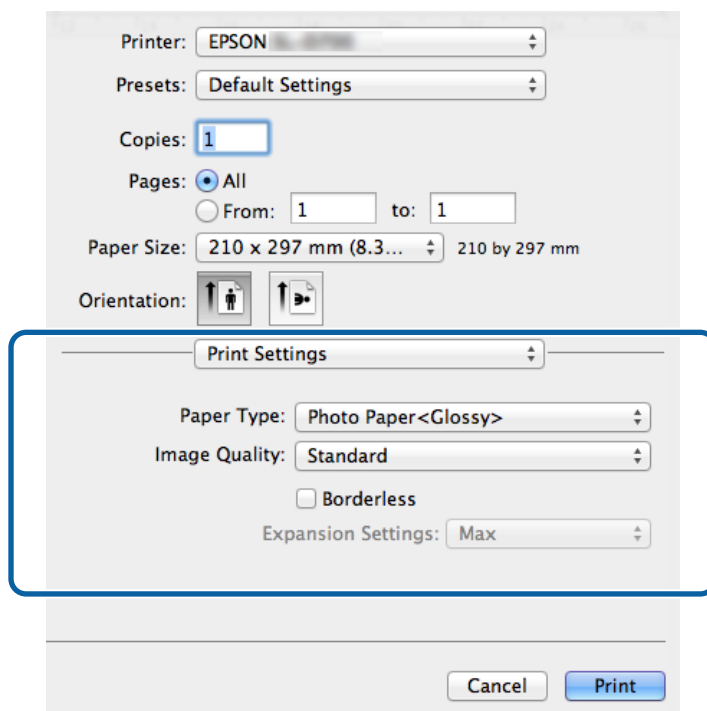 Printer: EPSON
Presets: Default Settings
Copies: 1
Pages: All
From: 1 to: 1
Paper Size: 210 x 297 mm (8.3... 210 by 297 mm
Orientation:
Print Settings
Paper Type: Photo Paper<Glossy>
Image Quality: Standard
Borderless
Expansion Settings: Max
Cancel Print